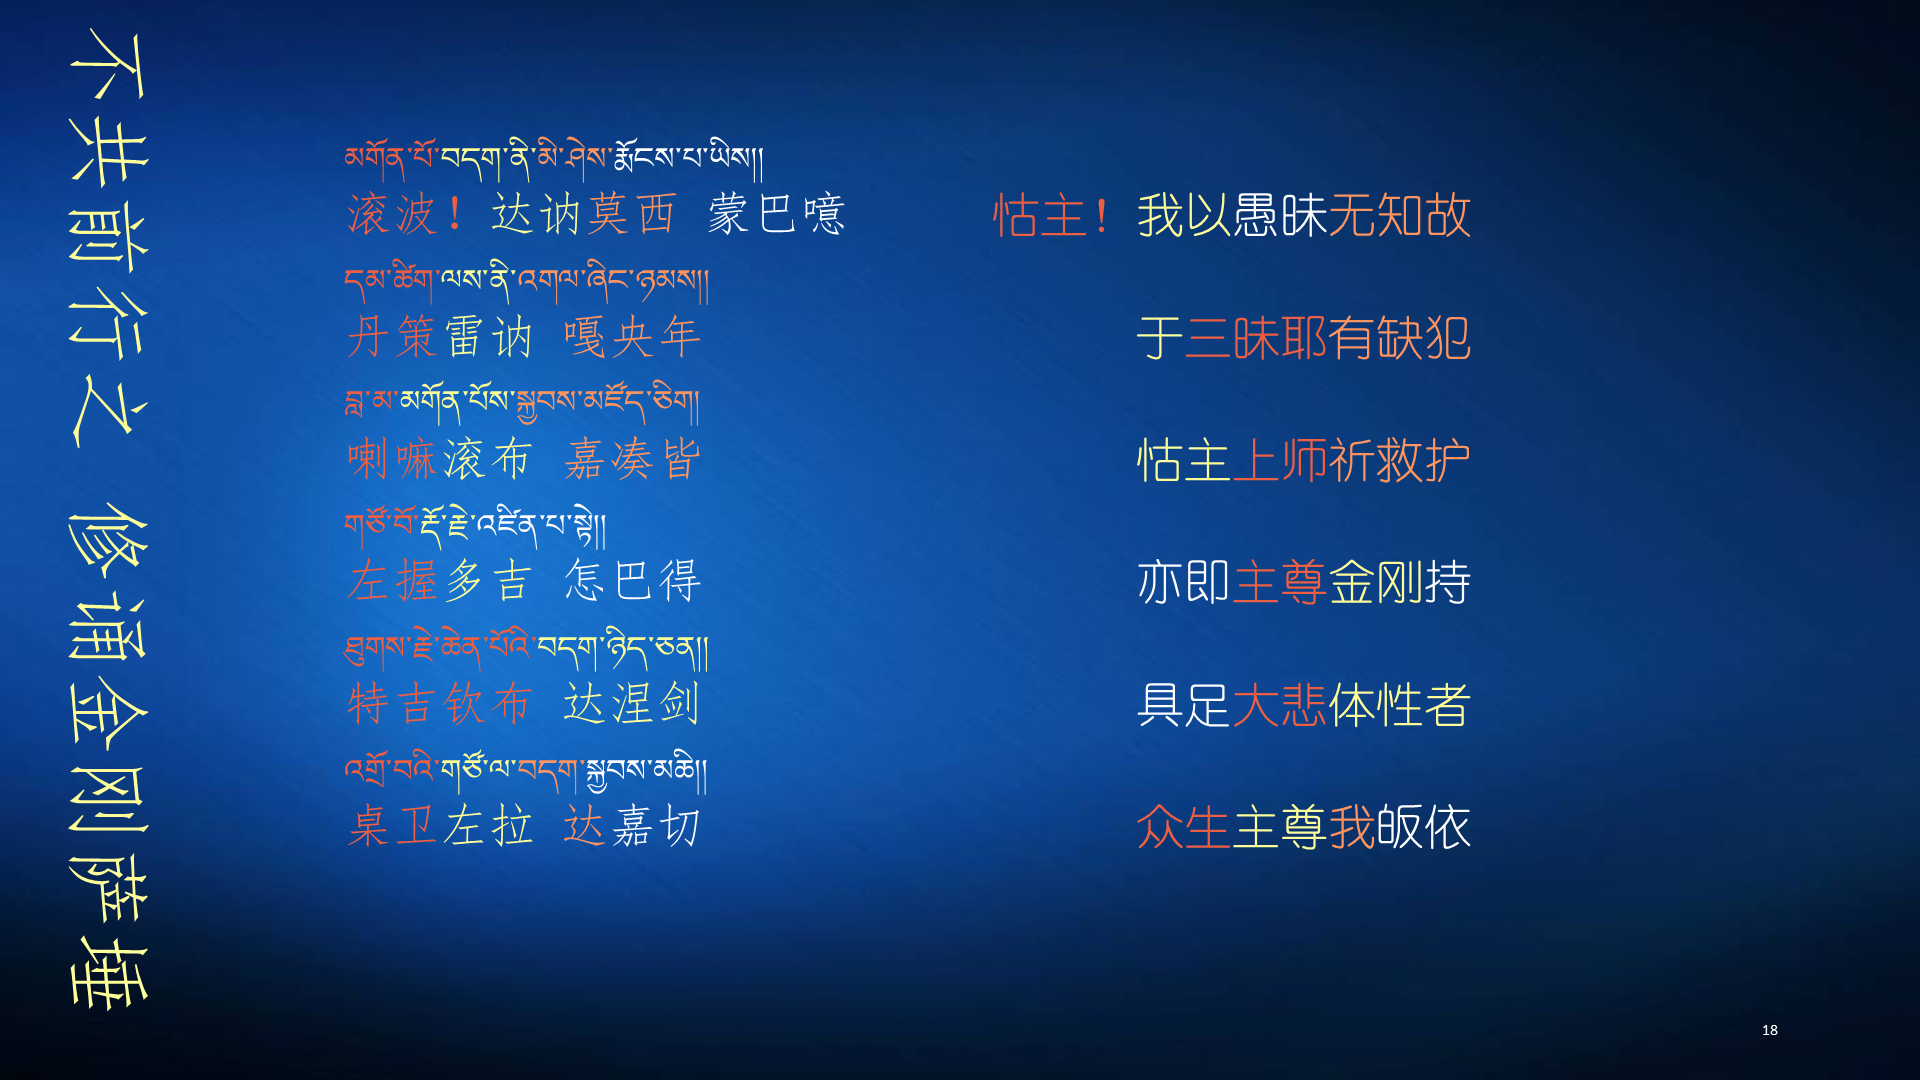 不共前行之 修诵金刚萨埵
མགོན་པོ་བདག་ནི་མི་ཤེས་རྨོངས་པ་ཡིས།།
滚波！达讷莫西 蒙巴噫
怙主！我以愚昧无知故
དམ་ཚིག་ལས་ནི་འགལ་ཞིང་ཉམས།།
丹策雷讷 嘎央年
于三昧耶有缺犯
བླ་མ་མགོན་པོས་སྐྱབས་མཛོད་ཅིག།
喇嘛滚布 嘉凑皆
怙主上师祈救护
གཙོ་བོ་རྡོ་རྗེ་འཛིན་པ་སྟེ།།
左握多吉 怎巴得
亦即主尊金刚持
ཐུགས་རྗེ་ཆེན་པོའི་བདག་ཉིད་ཅན།།
特吉钦布 达涅剑
具足大悲体性者
འགྲོ་བའི་གཙོ་ལ་བདག་སྐྱབས་མཆི།།
桌卫左拉 达嘉切
众生主尊我皈依
18